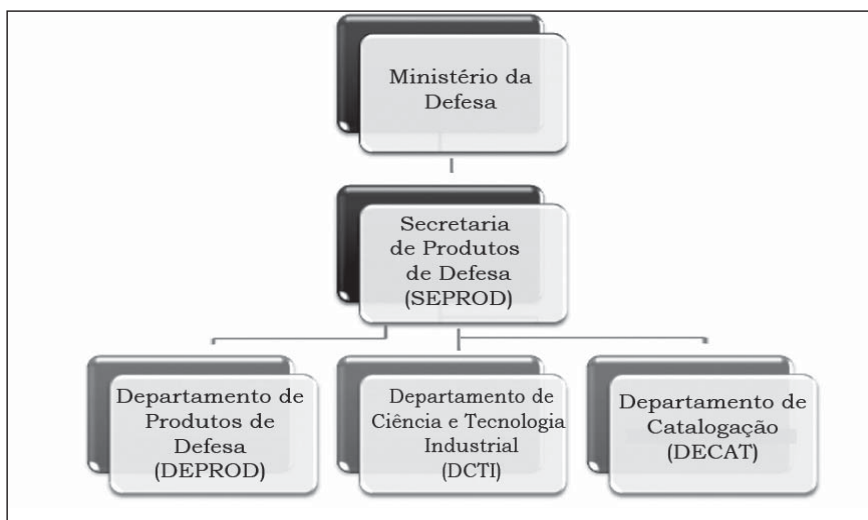 Ministério da
Defesa
Secretaria
de Produtos
de Defesa
(SEPROD)
Departamento de
Produtos de
Defesa
(DEPROD)
Departamento de
Ciência e Tecnologia
Industrial
(DCTI)
Departamento de
Catalogação
(DECAT)